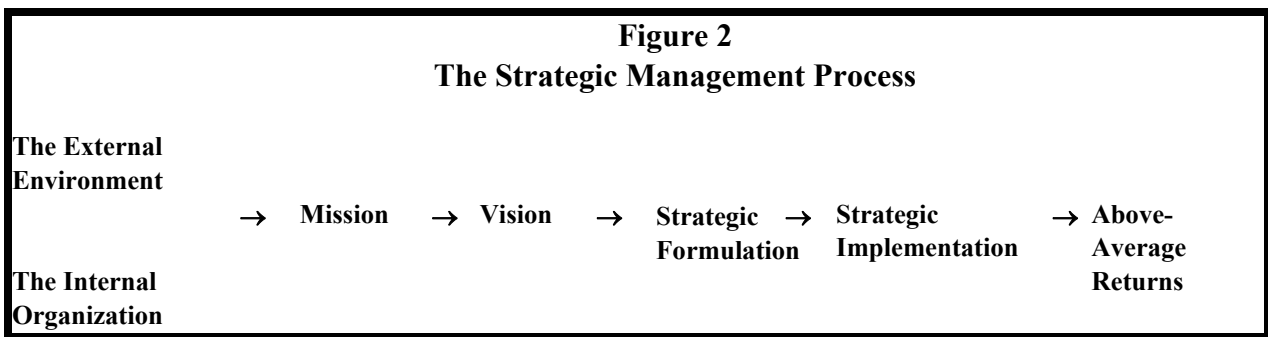 Figure 2
The Strategic Management Process
The External
Environment
→ Mission → Vision → Strategic → Strategic → Above-
Formulation Implementation Average
The Internal Returns
Organization